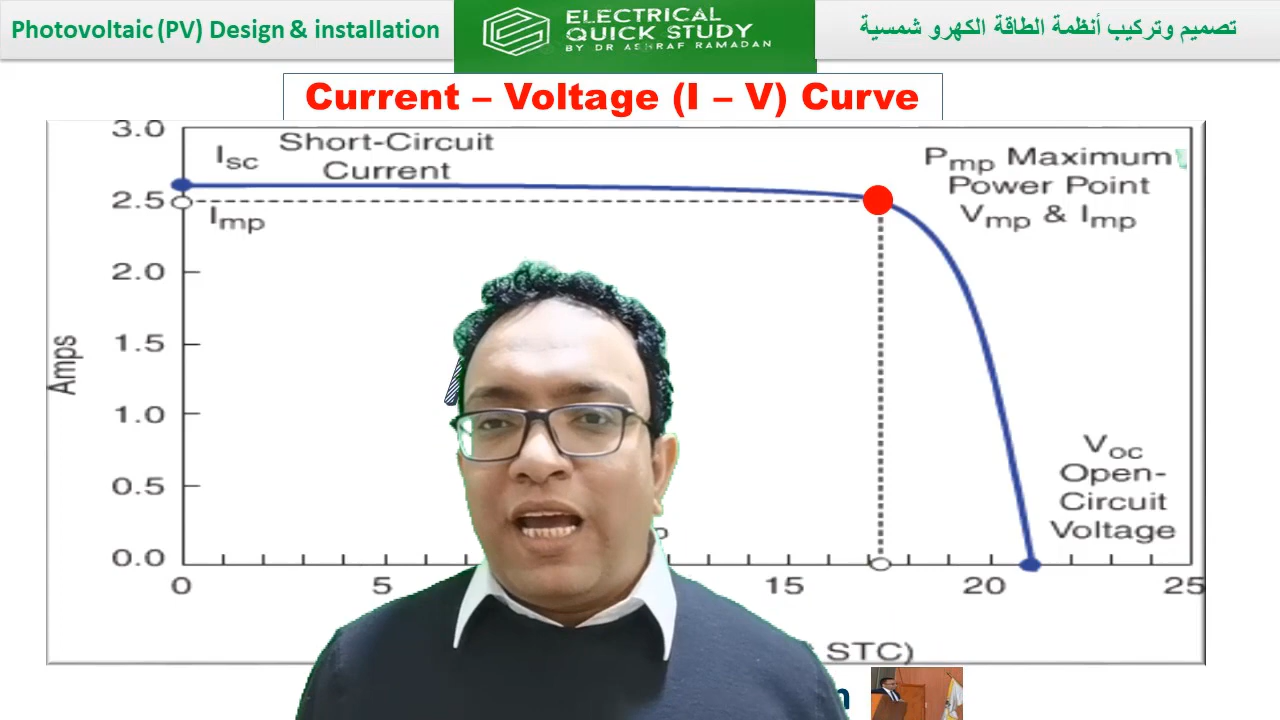 Photovoltaic (PV) Design & installation
ELECTRICAL
QUICK STUDY
BY DR ASHRAF RAMADAN
تصميم وتركيب أنظمة الطاقة الكهرو شمسية
Current – Voltage (I – V) Curve
3.0
2.5
2.0
1.5
1.0
0.5
0.0
Amps
Isc
Short-Circuit
Current
Imp
Pmp Maximum
Power Point
Vmp & Imp
Voc
Open-
Circuit
Voltage
0 5 15 20 25
STC)